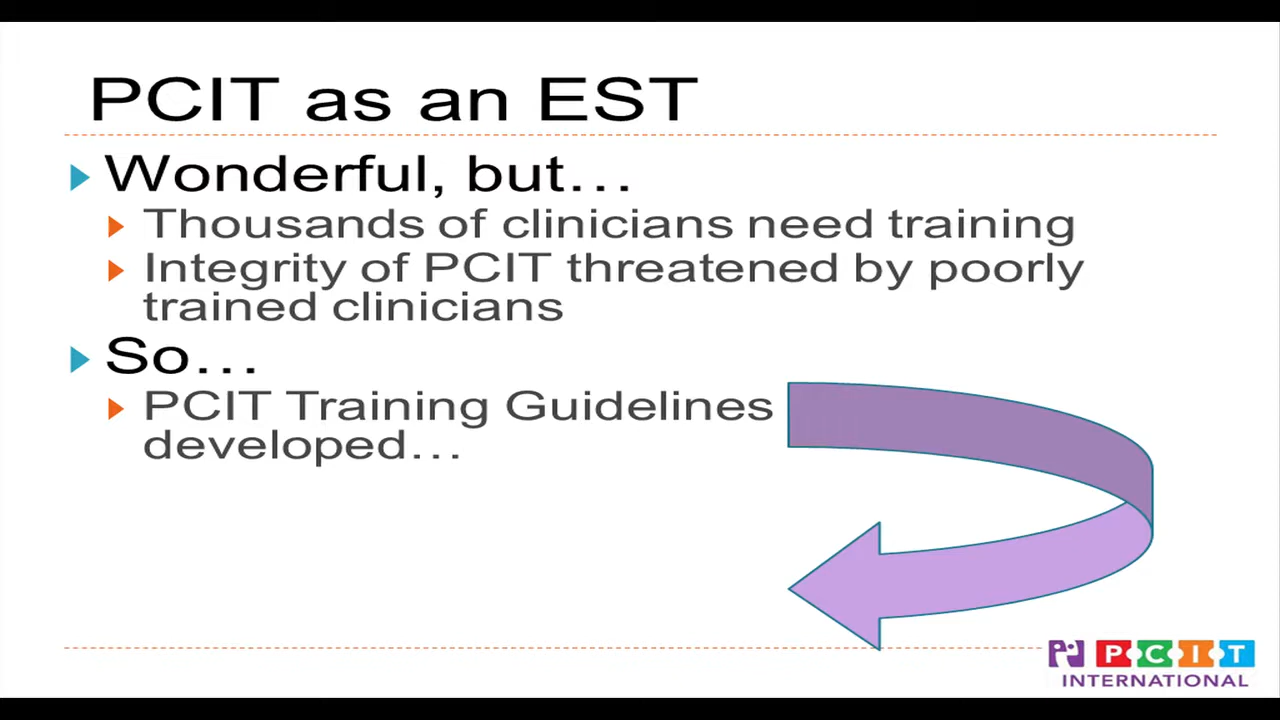 PCIT as an EST
Wonderful, but…
Thousands of clinicians need training
Integrity of PCIT threatened by poorly
trained clinicians
So…
PCIT Training Guidelines
developed…
PCIT
INTERNATIONAL